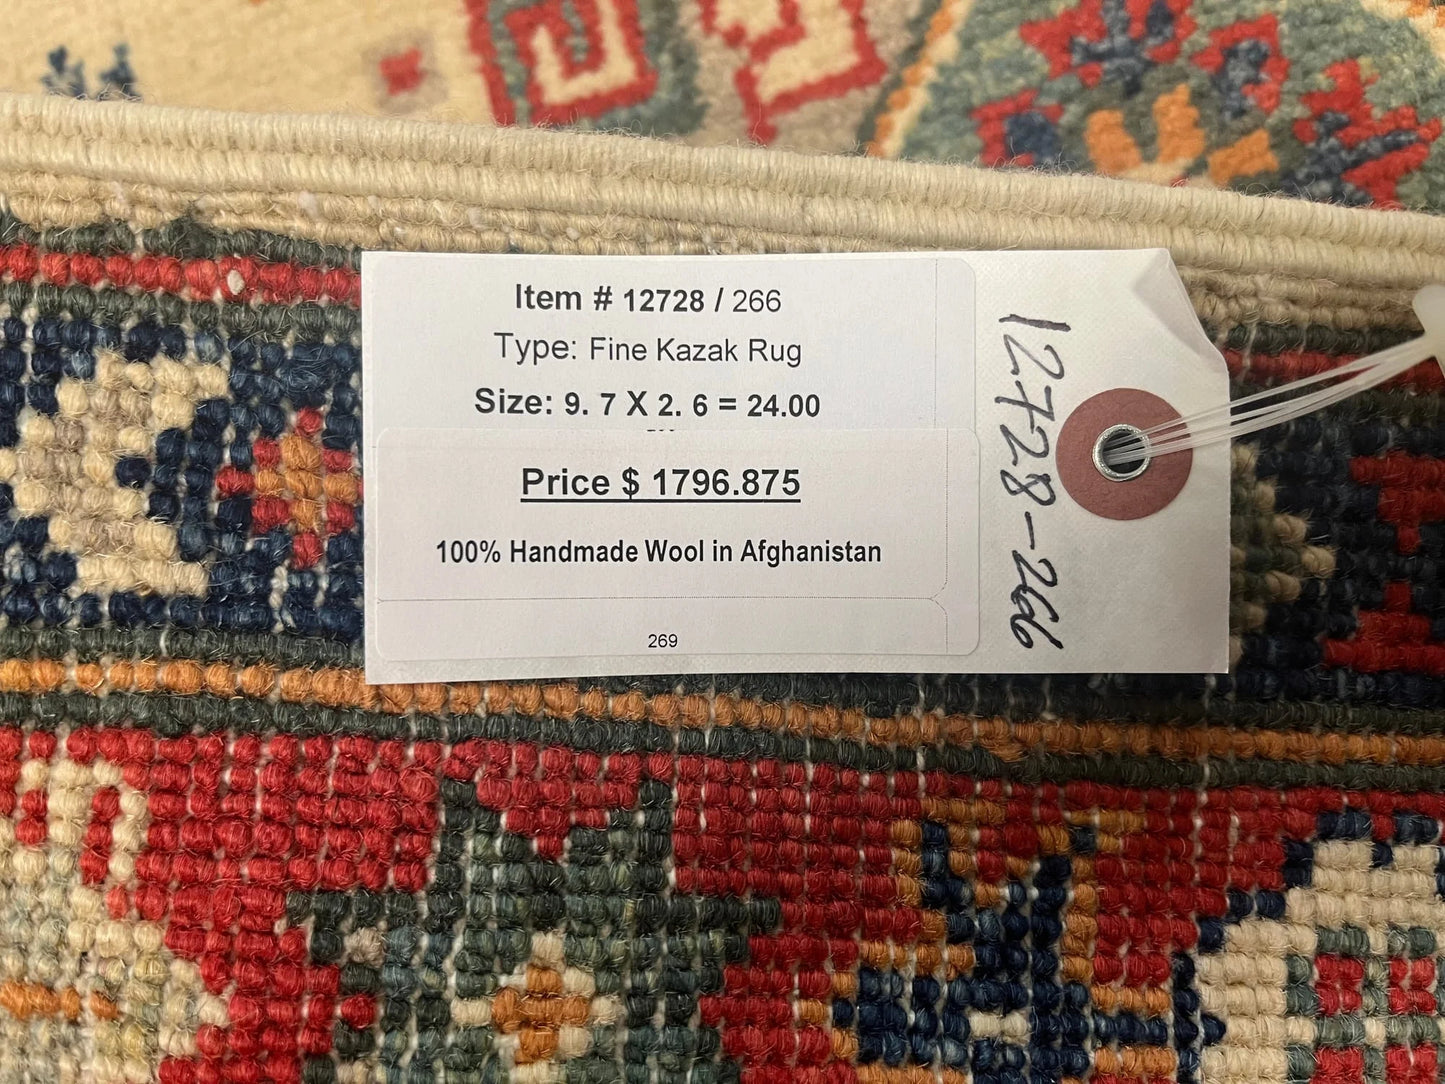 Item # 12728 / 266
Type: Fine Kazak Rug
Size: 9. 7 X 2. 6 = 24.00
Price $ 1796.875
100% Handmade Wool in Afghanistan
269
12728-266